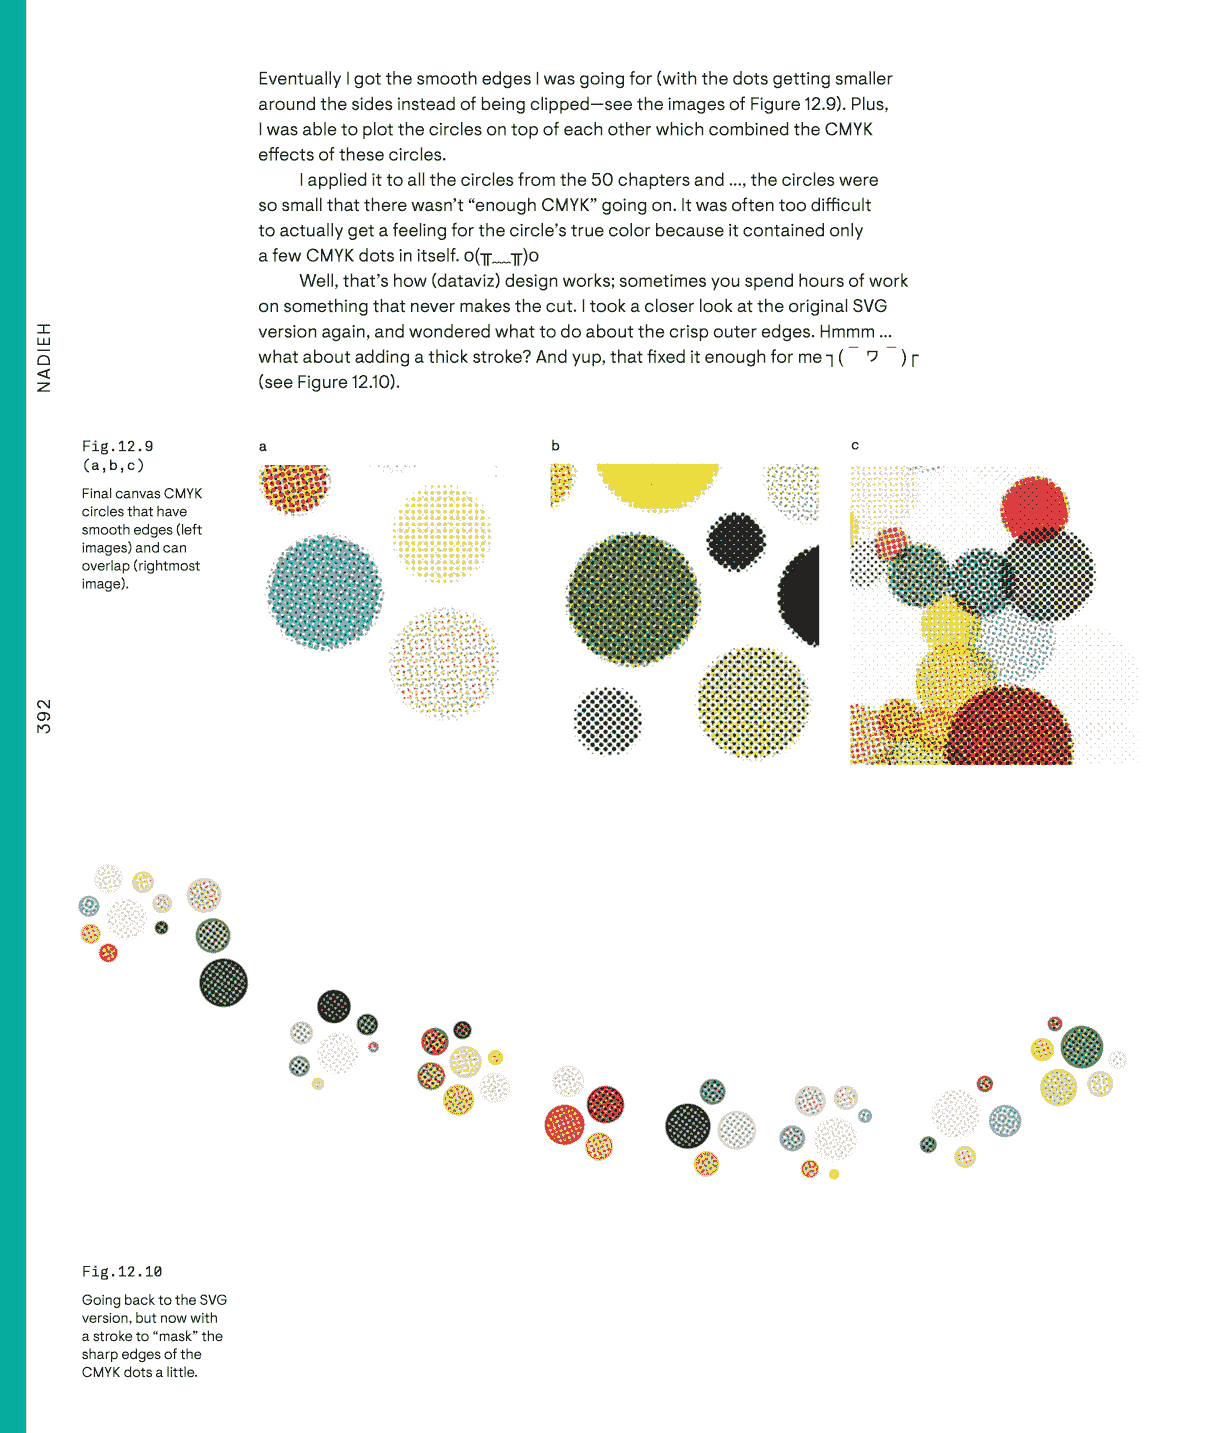 Eventually I got the smooth edges I was going for (with the dots getting smaller
around the sides instead of being clipped—see the images of Figure 12.9). Plus,
I was able to plot the circles on top of each other which combined the CMYK
effects of these circles.
I applied it to all the circles from the 50 chapters and ..., the circles were
so small that there wasn't “enough CMYK” going on. It was often too difficult
to actually get a feeling for the circle's true color because it contained only
a few CMYK dots in itself. o(╥﹏╥)o
Well, that's how (dataviz) design works; sometimes you spend hours of work
on something that never makes the cut. I took a closer look at the original SVG
version again, and wondered what to do about the crisp outer edges. Hmmm ...
what about adding a thick stroke? And yup, that fixed it enough for me ┐( ¯ ヮ ¯ )┌
(see Figure 12.10).
NADIEH
392
Fig.12.9
(a,b,c)
Final canvas CMYK
circles that have
smooth edges (left
images) and can
overlap (rightmost
image).
a
b
c
Fig.12.10
Going back to the SVG
version, but now with
a stroke to “mask” the
sharp edges of the
CMYK dots a little.